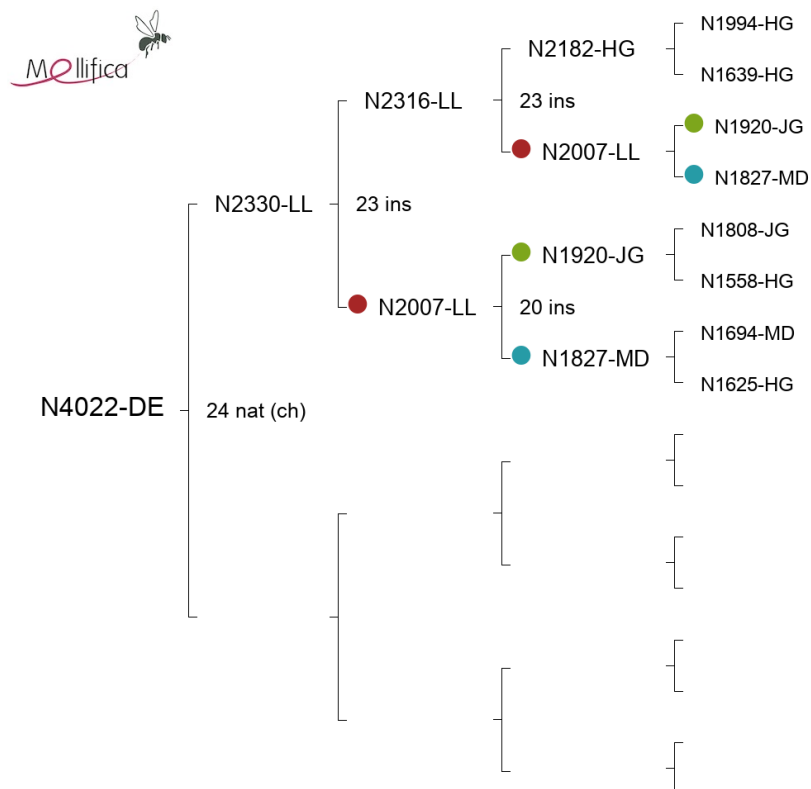 Mellifica
N1994-HG
N2182-HG
N1639-HG
N2316-LL
23 ins
N1920-JG
N2007-LL
N1827-MD
N2330-LL
23 ins
N1808-JG
N1920-JG
N1558-HG
N2007-LL
20 ins
N1694-MD
N1827-MD
N1625-HG
N4022-DE
24 nat (ch)